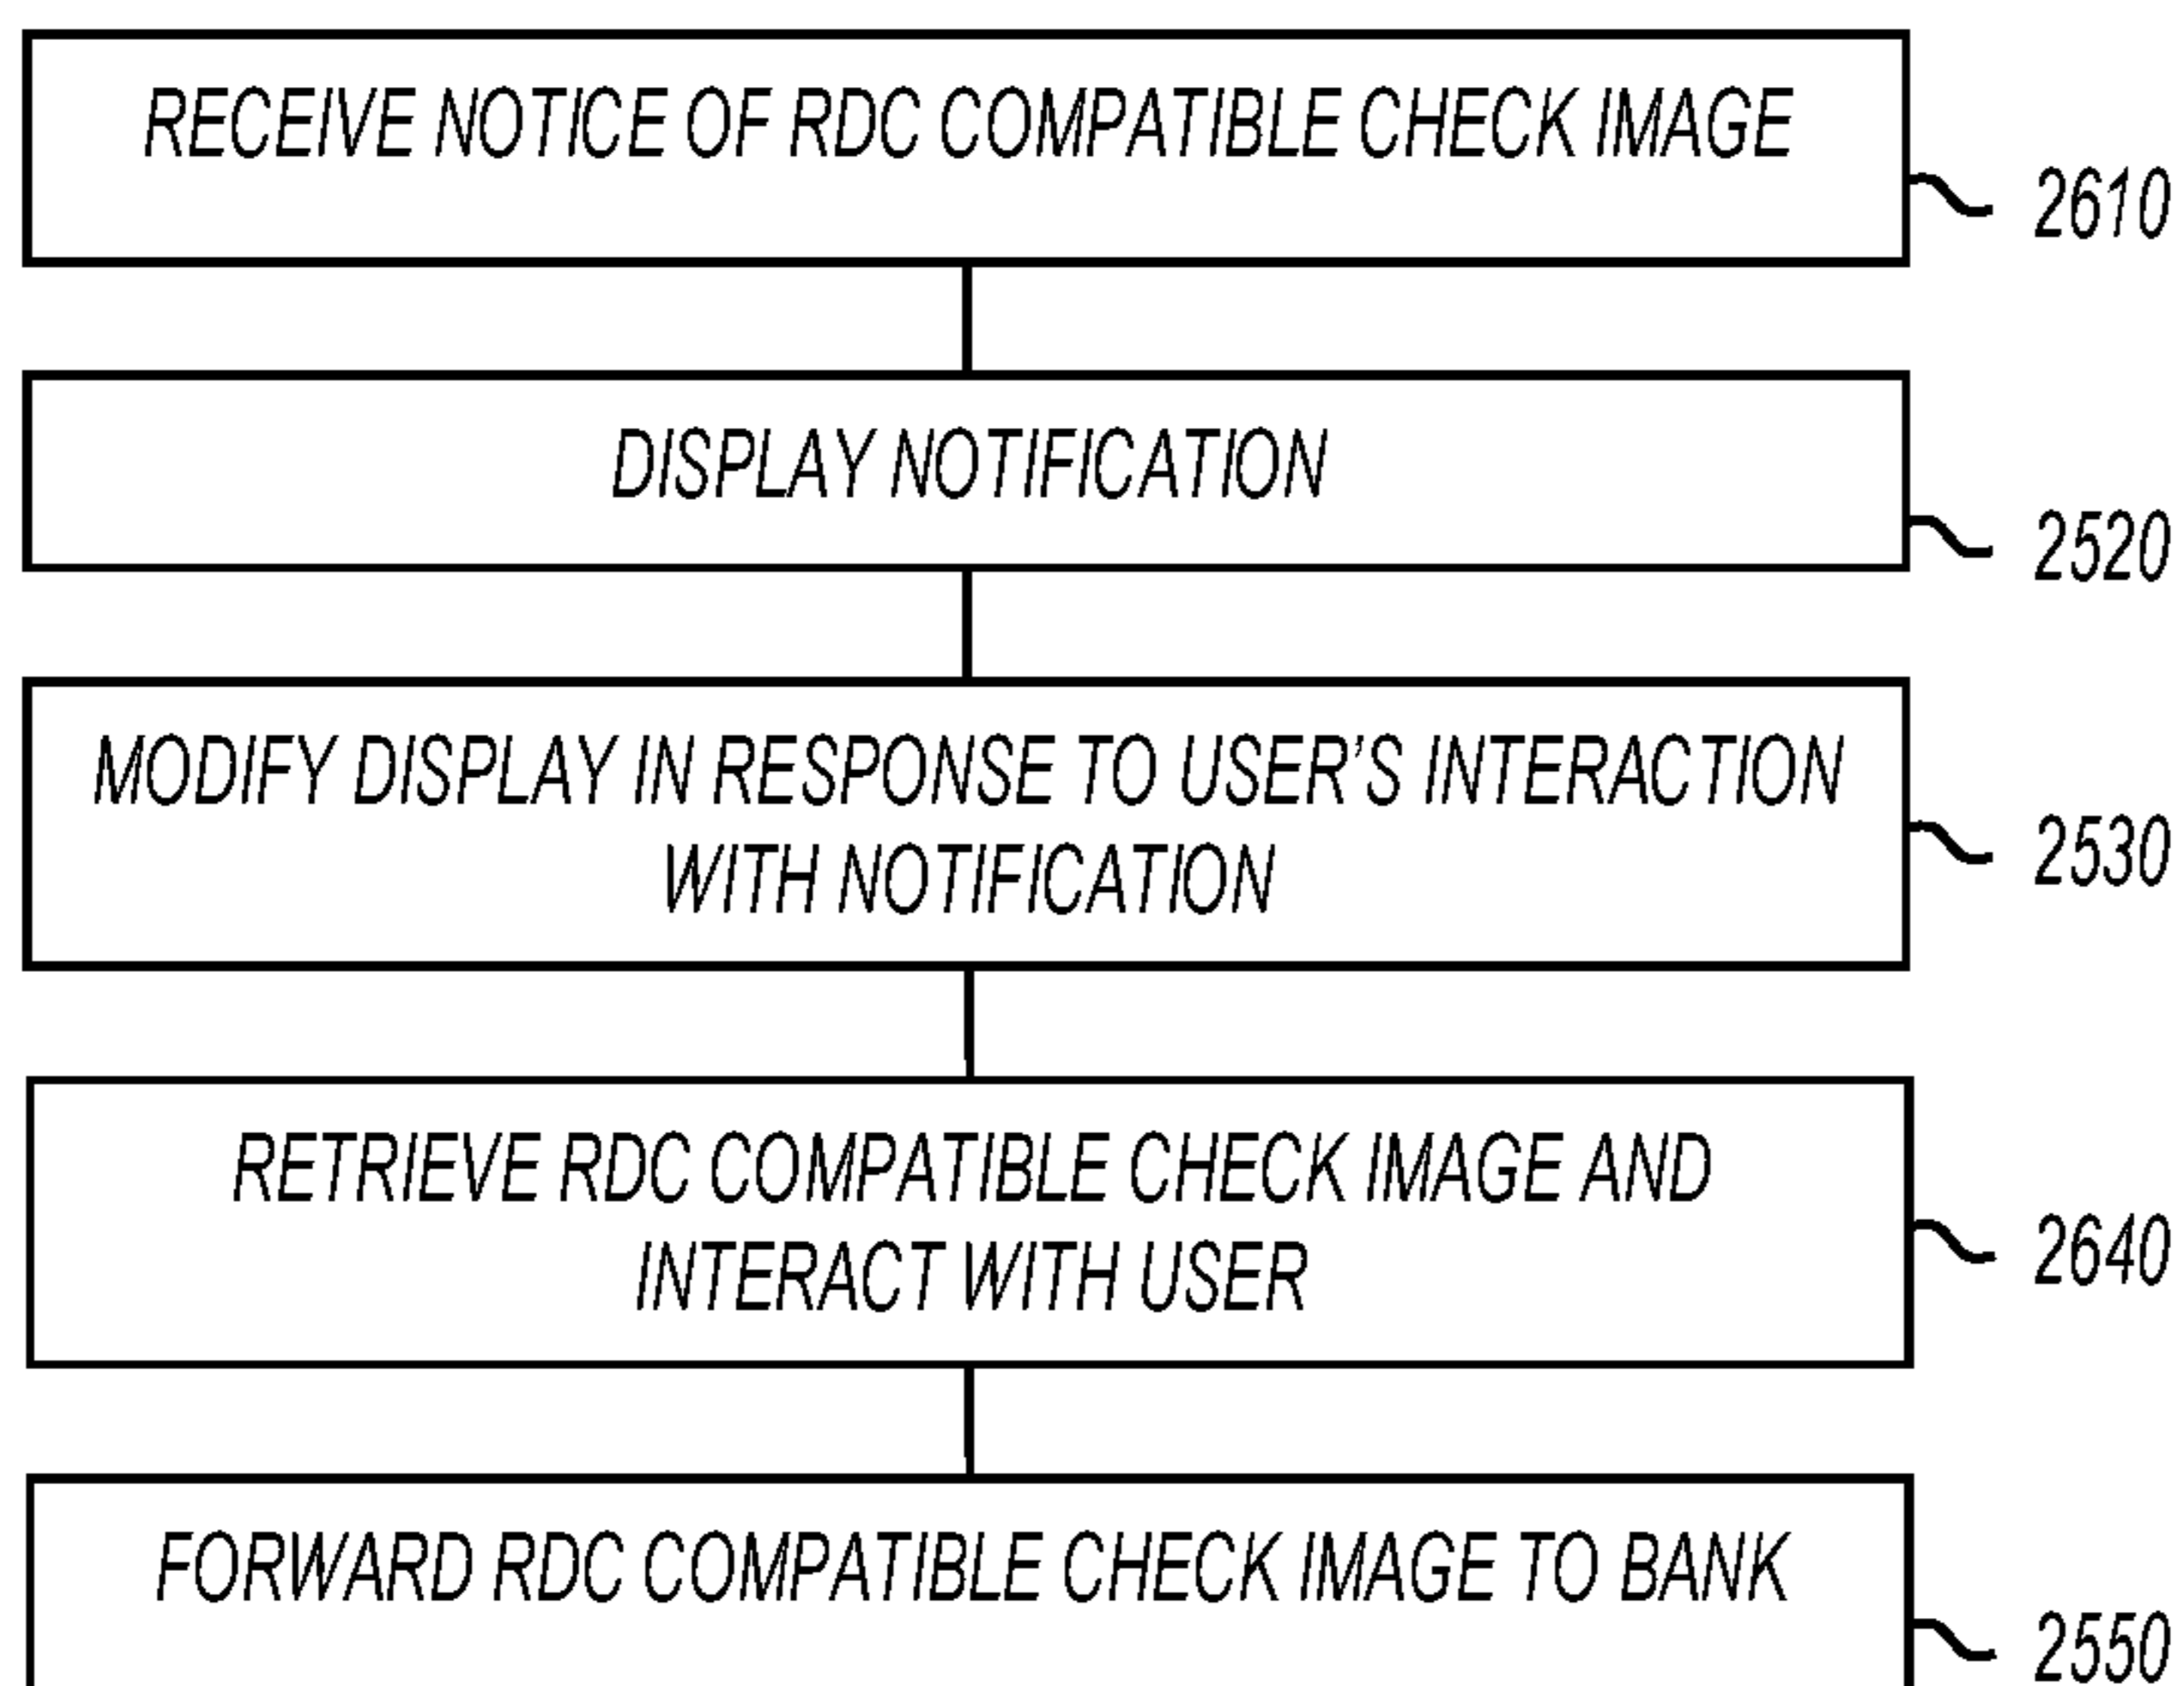 RECEIVE NOTICE OF RDC COMPATIBLE CHECK IMAGE
2610
DISPLAY NOTIFICATION
2520
MODIFY DISPLAY IN RESPONSE TO USER'S INTERACTION
WITH NOTIFICATION
2530
RETRIEVE RDC COMPATIBLE CHECK IMAGE AND
INTERACT WITH USER
2640
FORWARD RDC COMPATIBLE CHECK IMAGE TO BANK
2550